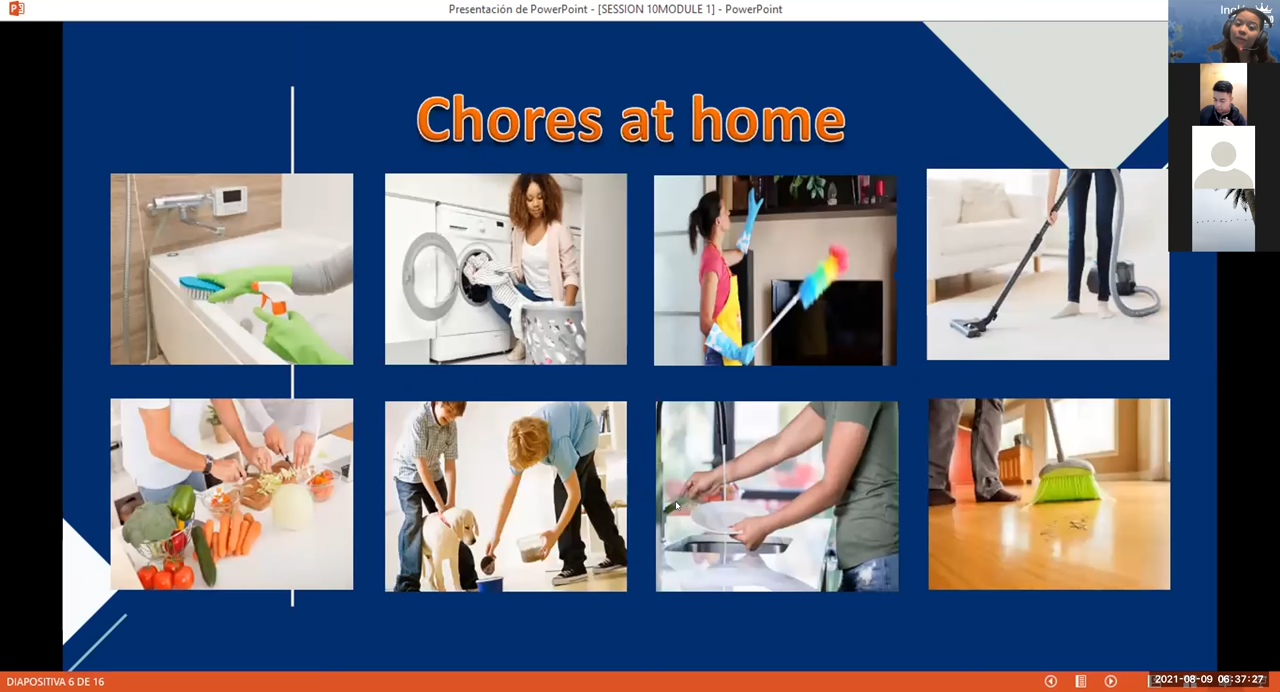 Presentación de PowerPoint - [SESSION 10MODULE 1] - PowerPoint
Chores at home
DIAPOSITIVA 6 DE 16
2021-08-09 06:37:27